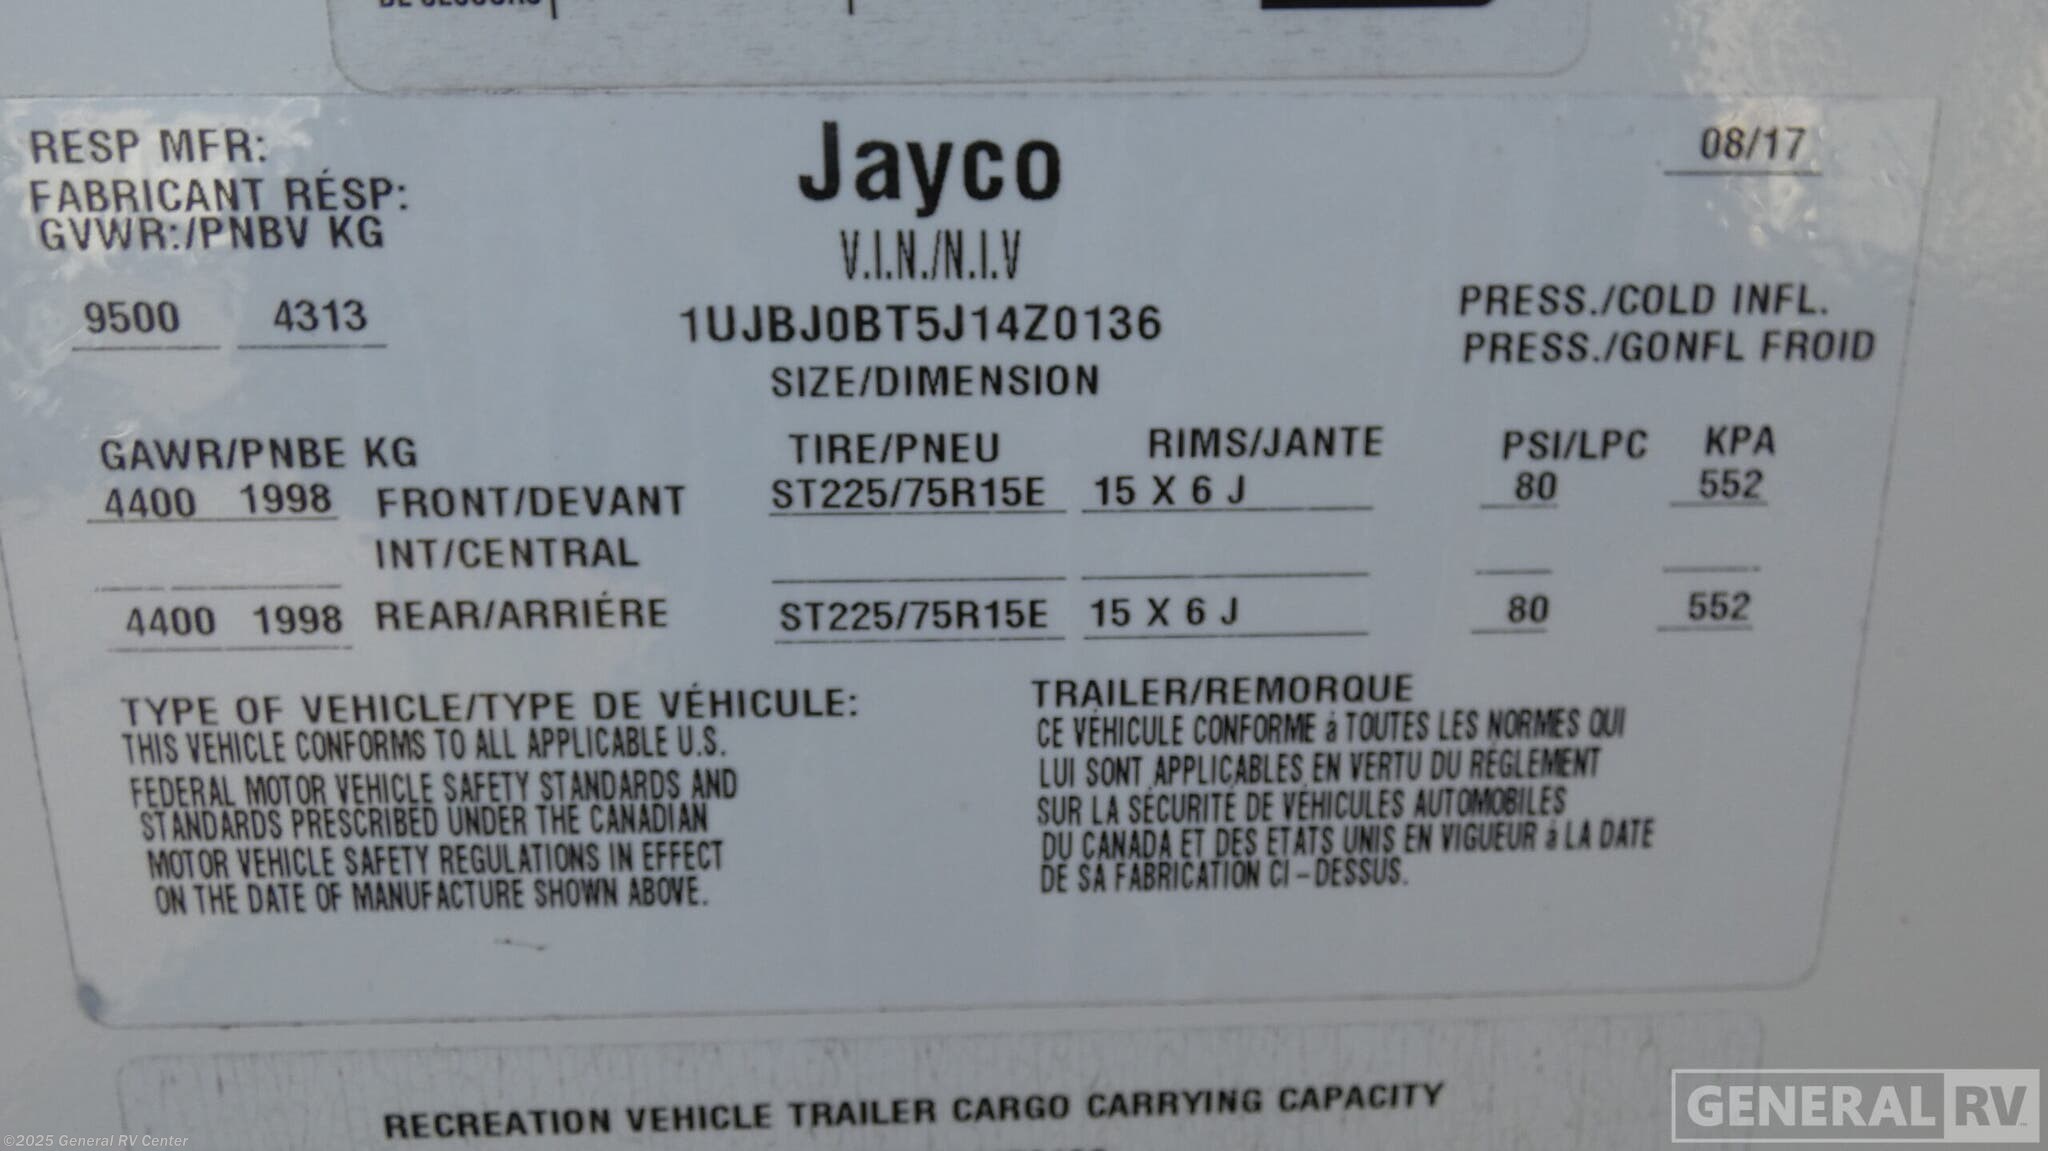 DE SECOURS
RESP MFR:
FABRICANT RÉSP:
GVWR:/PNBV KG
Jayco
08/17
V.I.N./N.I.V
9500 4313
1UJBJ0BT5J14Z0136
PRESS./COLD INFL.
PRESS./GONFL FROID
SIZE/DIMENSION
GAWR/PNBE KG TIRE/PNEU RIMS/JANTE PSI/LPC KPA
4400 1998 FRONT/DEVANT ST225/75R15E 15 X 6 J 80 552
INT/CENTRAL
4400 1998 REAR/ARRIÉRE ST225/75R15E 15 X 6 J 80 552
TYPE OF VEHICLE/TYPE DE VÉHICULE: TRAILER/REMORQUE
THIS VEHICLE CONFORMS TO ALL APPLICABLE U.S.
FEDERAL MOTOR VEHICLE SAFETY STANDARDS AND
STANDARDS PRESCRIBED UNDER THE CANADIAN
MOTOR VEHICLE SAFETY REGULATIONS IN EFFECT
ON THE DATE OF MANUFACTURE SHOWN ABOVE.
CE VÉHICULE CONFORME à TOUTES LES NORMES QUI
LUI SONT APPLICABLES EN VERTU DU RÉGLEMENT
SUR LA SÉCURITÉ DE VÉHICULES AUTOMOBILES
DU CANADA ET DES ETATS UNIS EN VIGUEUR à LA DATE
DE SA FABRICATION CI-DESSUS.
RECREATION VEHICLE TRAILER CARGO CARRYING CAPACITY
©2025 General RV Center
GENERAL RV